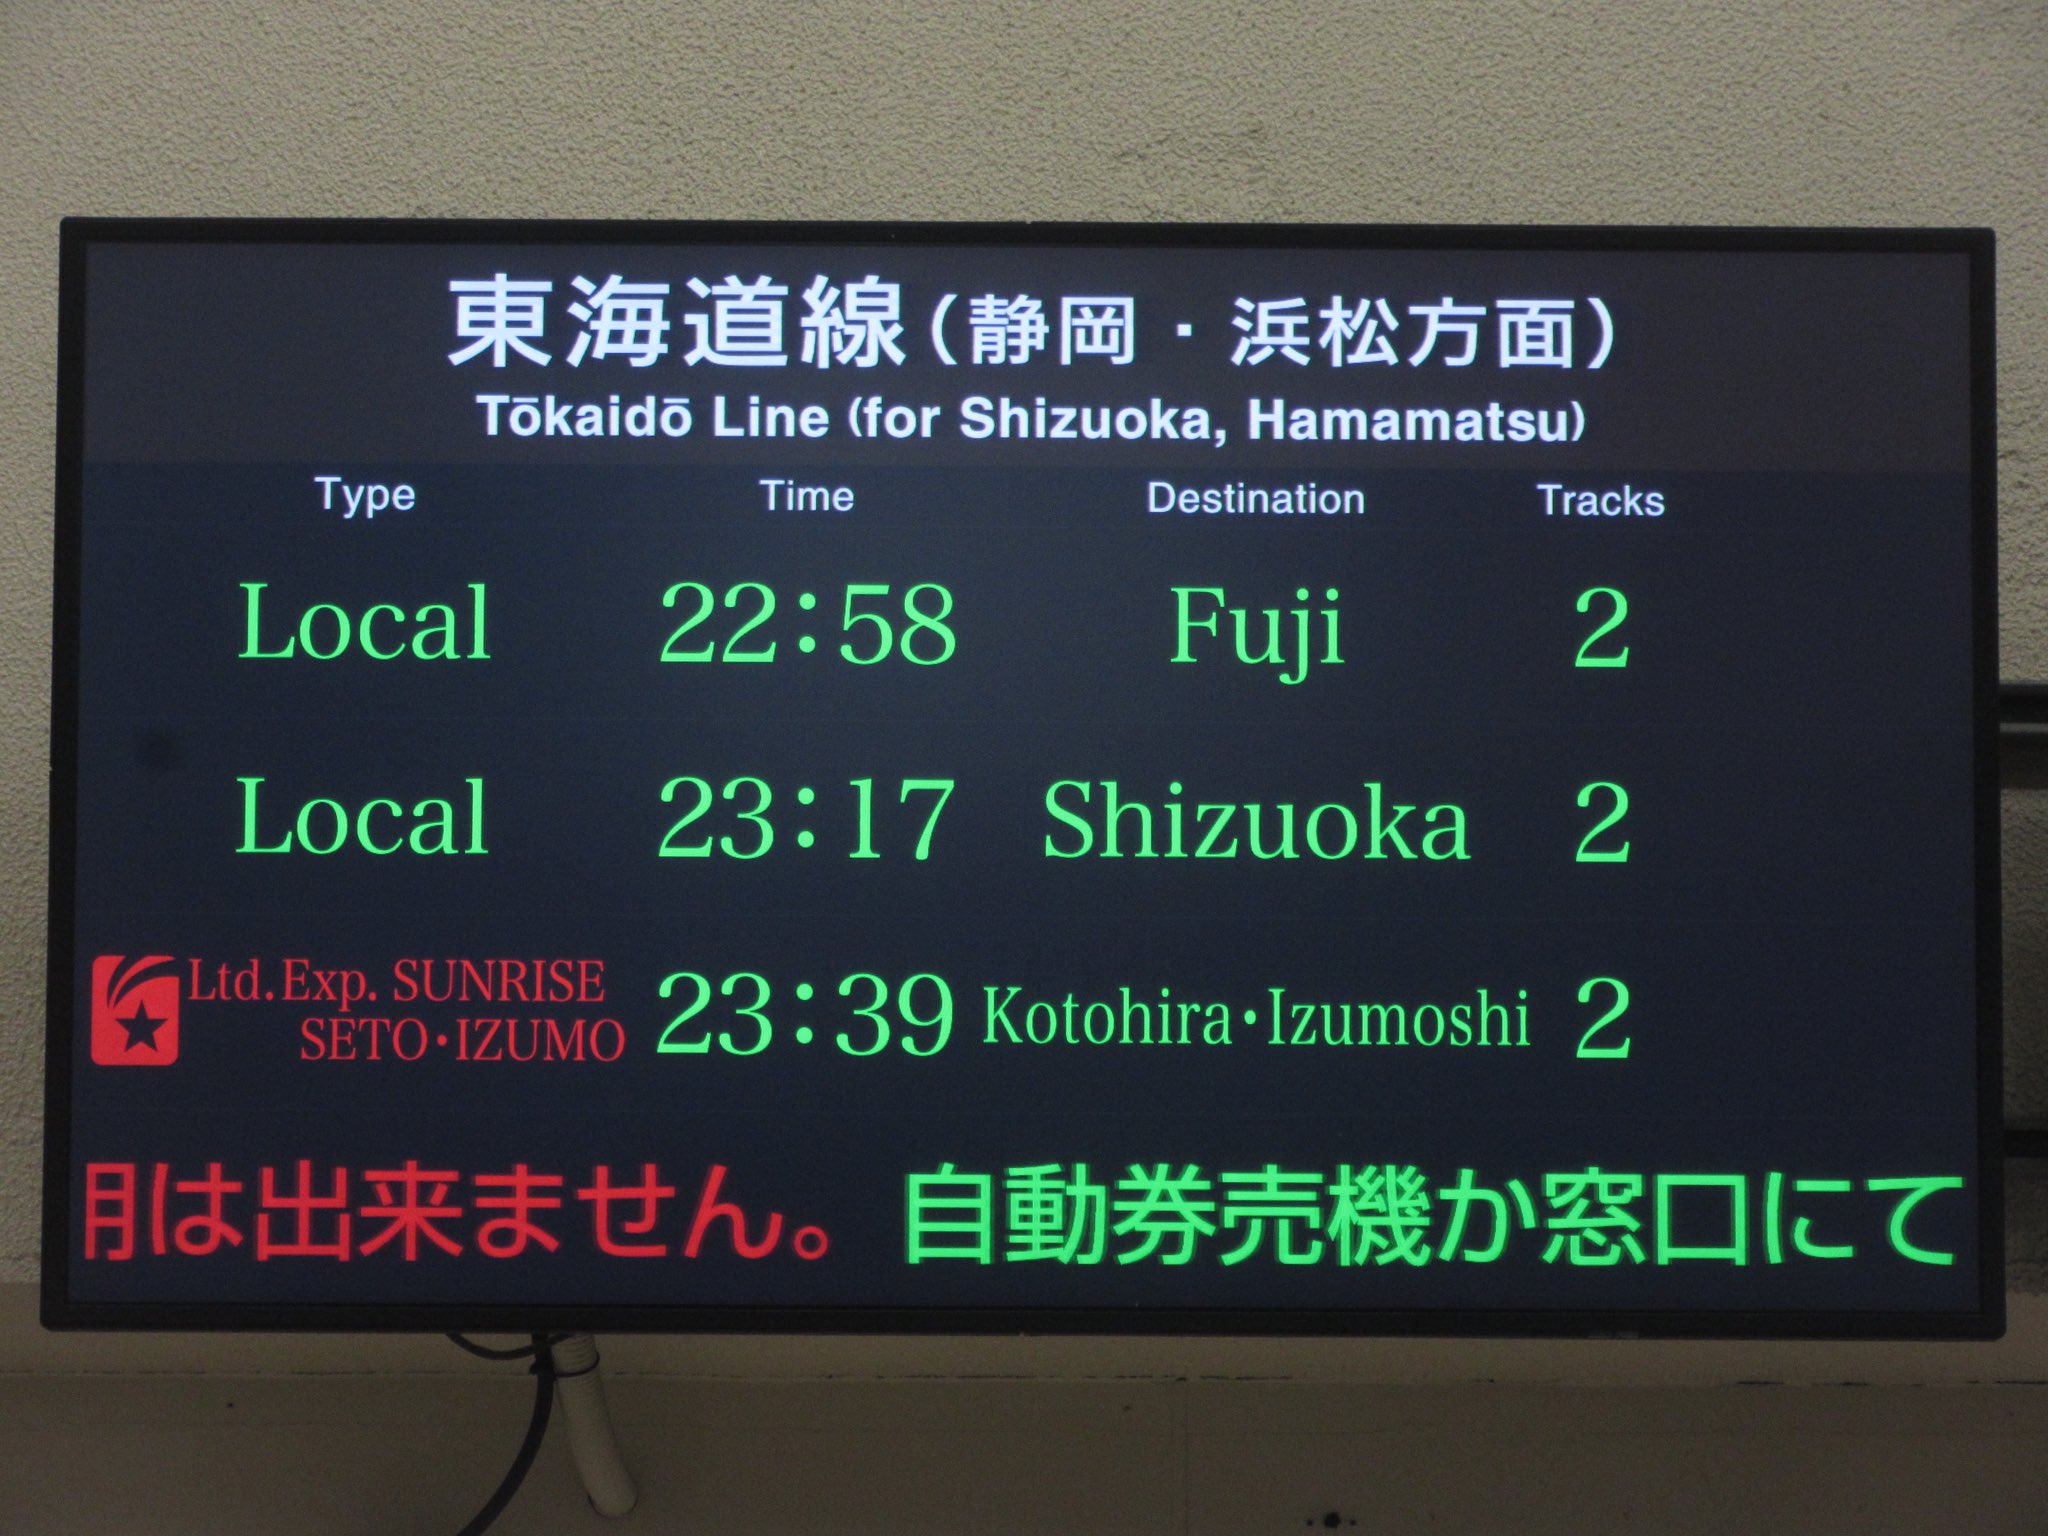 東海道線（静岡・浜松方面）
Tōkaidō Line (for Shizuoka, Hamamatsu)
Type Time Destination Tracks
Local 22:58 Fuji 2
Local 23:17 Shizuoka 2
Ltd. Exp. SUNRISE
SETO・IZUMO 23:39 Kotohira・Izumoshi 2
用は出来ません。 自動券売機か窓口にて